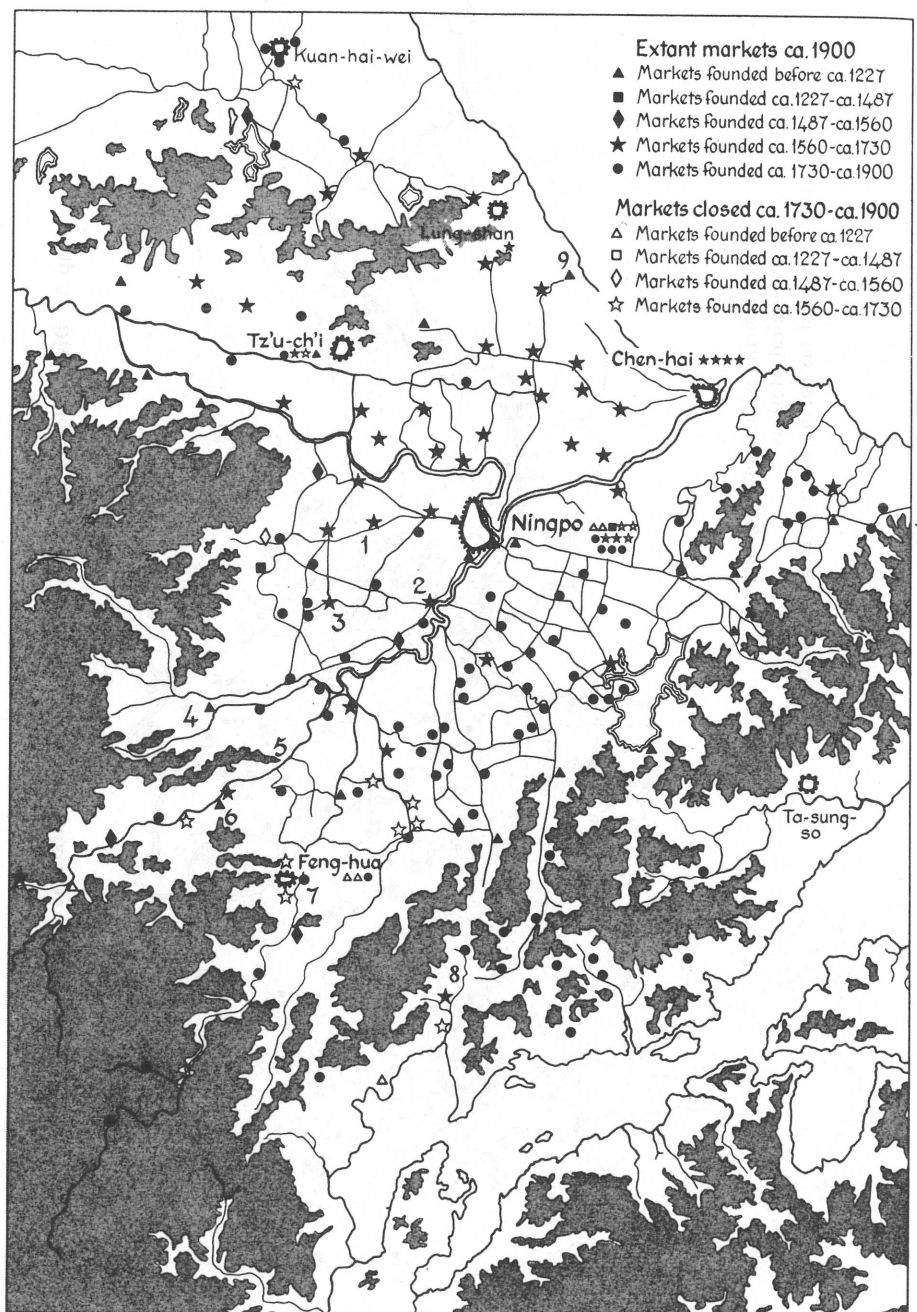 Kuan-hai-wei
Extant markets ca. 1900
Markets founded before ca. 1227
Markets founded ca. 1227-ca. 1487
Markets founded ca. 1487-ca. 1560
Markets founded ca. 1560-ca. 1730
Markets founded ca. 1730-ca. 1900
Markets closed ca. 1730-ca. 1900
Markets founded before ca. 1227
Markets founded ca. 1227-ca. 1487
Markets founded ca. 1487-ca. 1560
Markets founded ca. 1560-ca. 1730
Lung-shan
9
Tz'u-ch'i
Chen-hai
Ningpo
1
2
3
4
5
6
Ta-sung-
so
Feng-hua
7
8